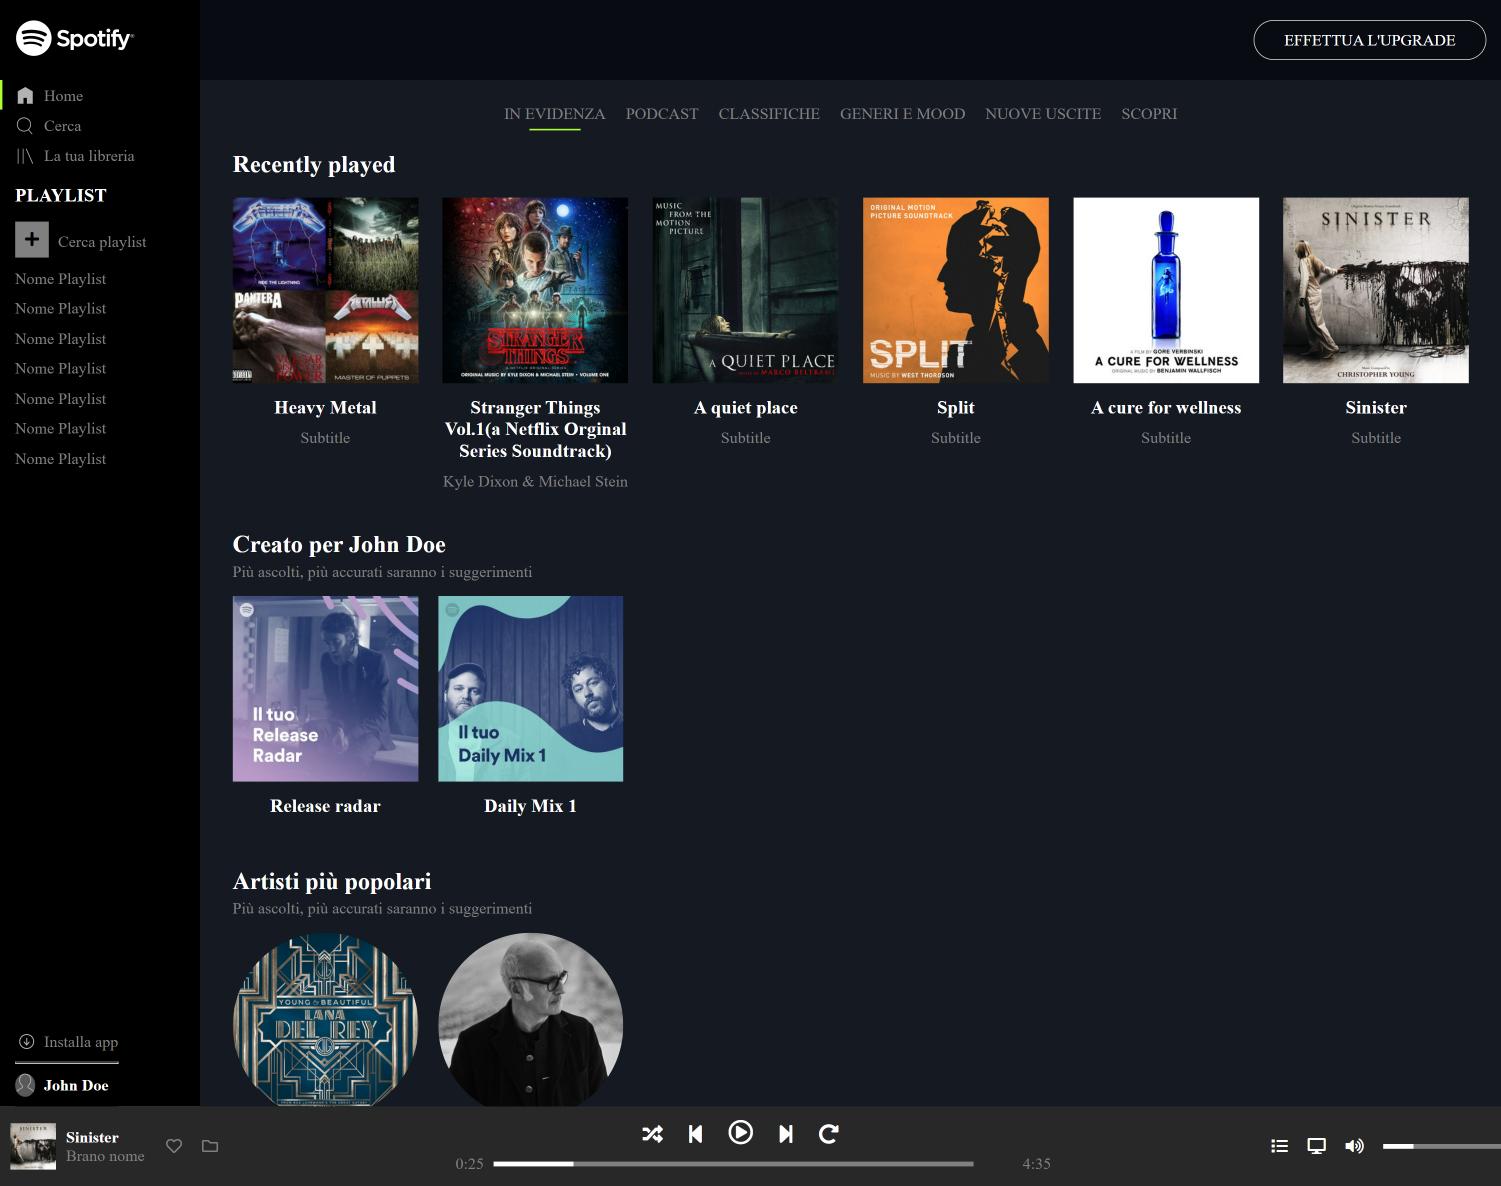 Spotify
EFFETTUA L'UPGRADE
Home
Cerca
La tua libreria
PLAYLIST
Cerca playlist
Nome Playlist
Nome Playlist
Nome Playlist
Nome Playlist
Nome Playlist
Nome Playlist
Nome Playlist
Installa app
John Doe
IN EVIDENZA PODCAST CLASSIFICHE GENERI E MOOD NUOVE USCITE SCOPRI
Recently played
METALLICA
RIDE THE LIGHTNING
PANTERA
VULGAR
DISPLAY OF
POWER
METALLICA
MASTER OF PUPPETS
STRANGER
THINGS
A NETFLIX ORIGINAL SERIES
ORIGINAL MUSIC BY KYLE DIXON & MICHAEL STEIN • VOLUME ONE
MUSIC
FROM THE
MOTION
PICTURE
A QUIET PLACE
MUSIC BY MARCO BELTRAMI
ORIGINAL MOTION
PICTURE SOUNDTRACK
SPLIT
MUSIC BY WEST THORDSON
A FILM BY GORE VERBINSKI
A CURE FOR WELLNESS
ORIGINAL MUSIC BY BENJAMIN WALLFISCH
Original Motion Picture Soundtrack
SINISTER
Music Composed by
CHRISTOPHER YOUNG
Heavy Metal
Subtitle
Stranger Things
Vol.1(a Netflix Orginal
Series Soundtrack)
Kyle Dixon & Michael Stein
A quiet place
Subtitle
Split
Subtitle
A cure for wellness
Subtitle
Sinister
Subtitle
Creato per John Doe
Più ascolti, più accurati saranno i suggerimenti
Il tuo
Release
Radar
Il tuo
Daily Mix 1
Release radar
Daily Mix 1
Artisti più popolari
Più ascolti, più accurati saranno i suggerimenti
YOUNG & BEAUTIFUL
LANA
DEL REY
SINISTER
Sinister
Brano nome
0:25
4:35